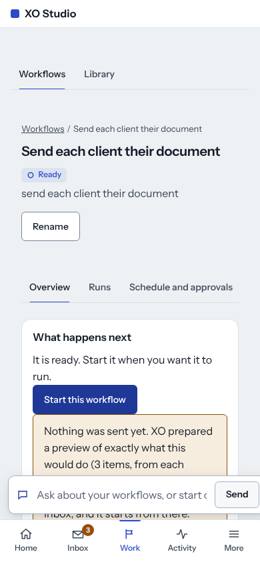 XO Studio
Workflows Library
Workflows / Send each client their document
Send each client their document
Ready
send each client their document
Rename
Overview Runs Schedule and approvals
What happens next
It is ready. Start it when you want it to
run.
Start this workflow
Nothing was sent yet. XO prepared
a preview of exactly what this
would do (3 items, from each
Ask about your workflows, or start
Send
inbox, and it starts from there.
3
Home Inbox Work Activity More